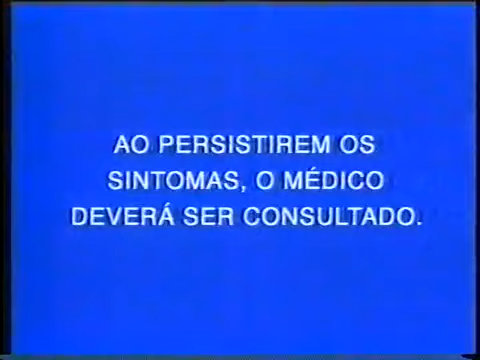 AO PERSISTIREM OS
SINTOMAS, O MÉDICO
DEVERÁ SER CONSULTADO.